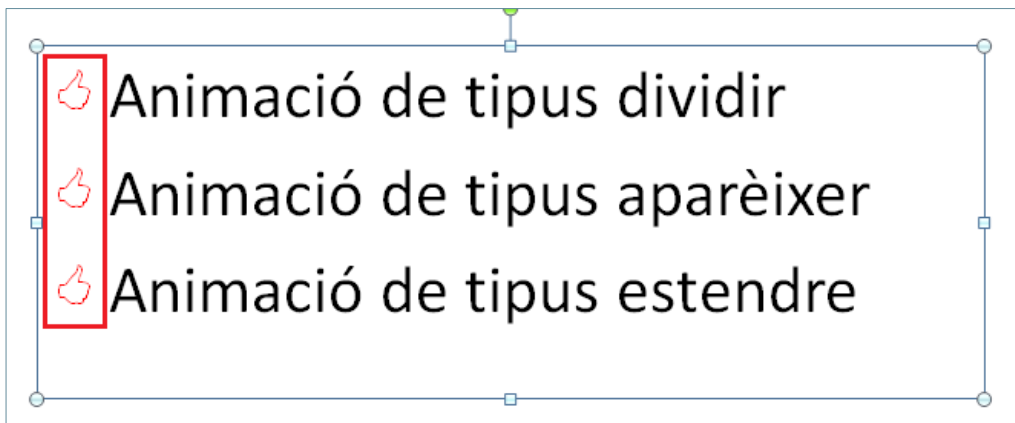 Animació de tipus dividir
Animació de tipus aparèixer
Animació de tipus estendre